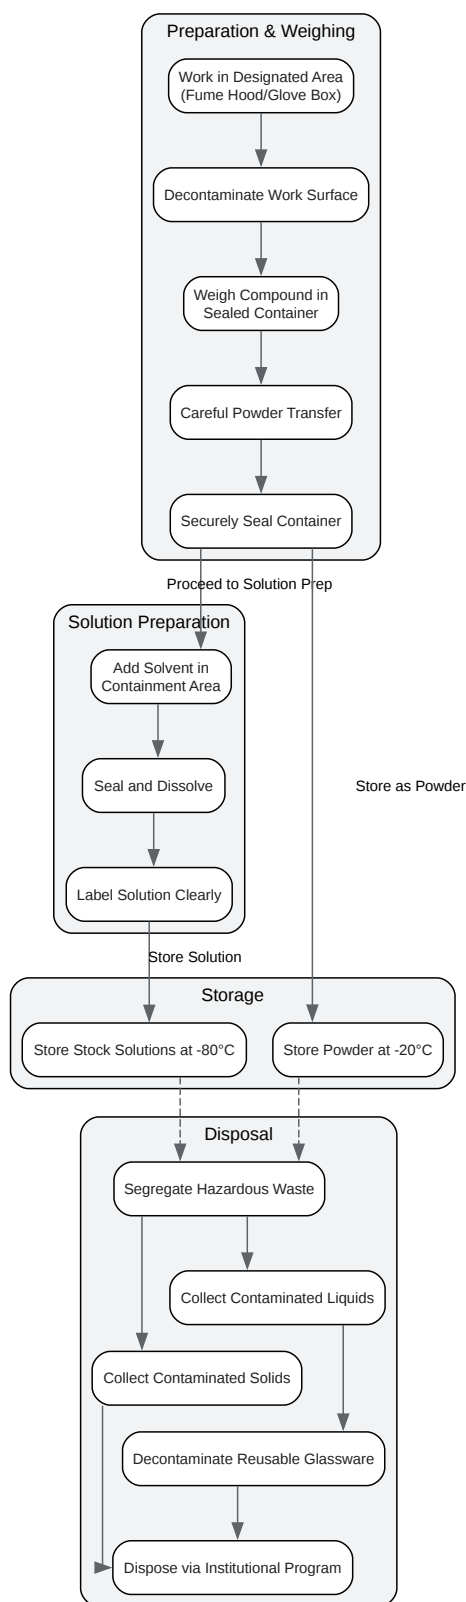 Preparation & Weighing
Work in Designated Area
(Fume Hood/Glove Box)
Decontaminate Work Surface
Weigh Compound in
Sealed Container
Careful Powder Transfer
Securely Seal Container
Proceed to Solution Prep
Solution Preparation
Add Solvent in
Containment Area
Seal and Dissolve
Store as Powder
Label Solution Clearly
Store Solution
Storage
Store Stock Solutions at -80°C
Store Powder at -20°C
Disposal
Segregate Hazardous Waste
Collect Contaminated Liquids
Collect Contaminated Solids
Decontaminate Reusable Glassware
Dispose via Institutional Program